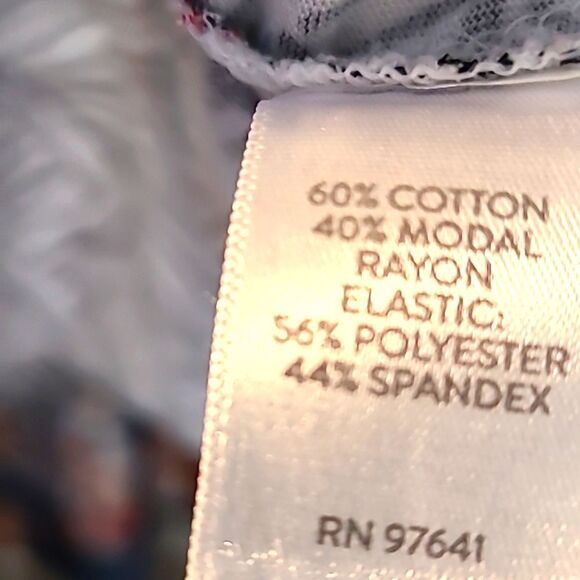 60% COTTON
40% MODAL
RAYON
ELASTIC:
56% POLYESTER
44% SPANDEX
RN 97641